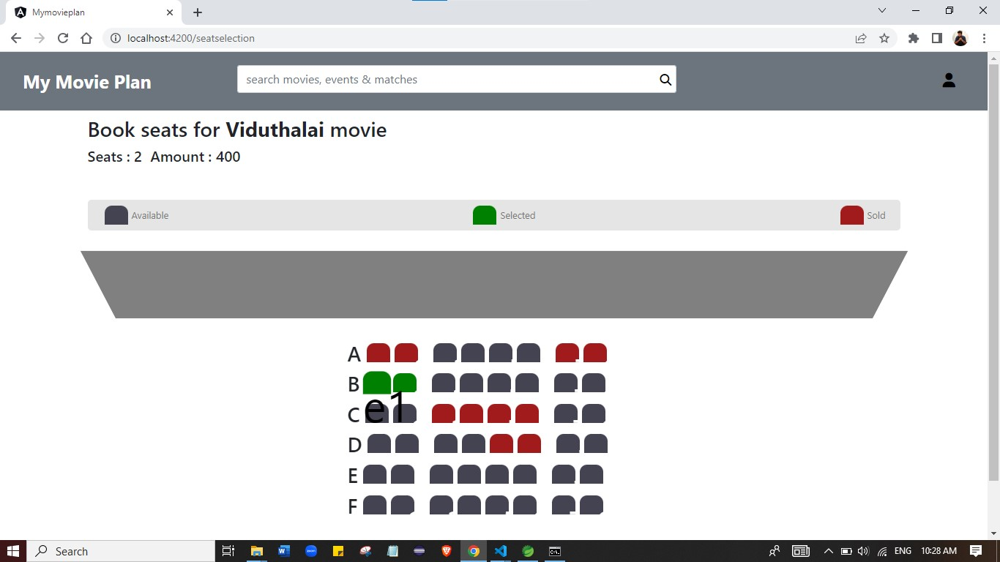 Mymovieplan
localhost:4200/seatselection
My Movie Plan
search movies, events & matches
Book seats for Viduthalai movie
Seats : 2 Amount : 400
Available
Selected
Sold
A
B
e1
C
D
E
F
Search
ENG
10:28 AM